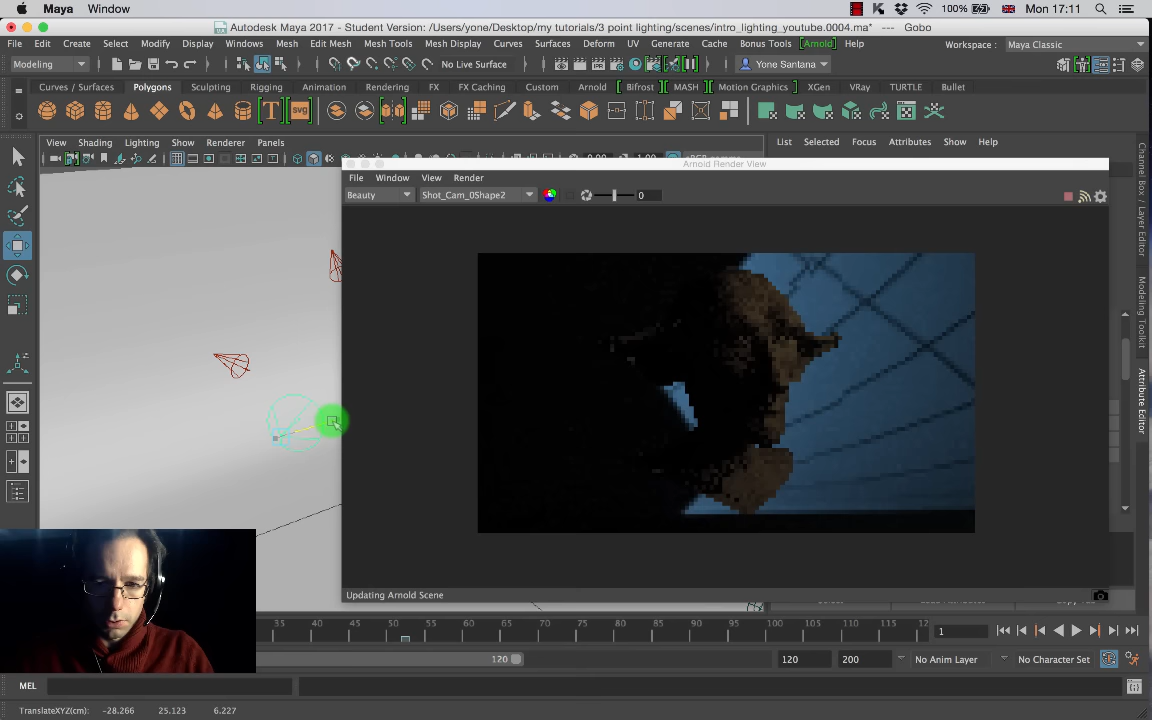 Maya Window 100% Mon 17:11
Autodesk Maya 2017 - Student Version: /Users/yone/Desktop/my tutorials/3 point lighting/scenes/intro_lighting_youtube.0004.ma* --- Gobo
File Edit Create Select Modify Display Windows Mesh Edit Mesh Mesh Tools Mesh Display Curves Surfaces Deform UV Generate Cache Bonus Tools [Arnold] Help Workspace : Maya Classic
Modeling No Live Surface Yone Santana
Curves / Surfaces Polygons Sculpting Rigging Animation Rendering FX FX Caching Custom Arnold Bifrost MASH Motion Graphics XGen VRay TURTLE Bullet
T svg
View Shading Lighting Show Renderer Panels List Selected Focus Attributes Show Help
Arnold Render View
File Window View Render
Beauty Shot_Cam_0Shape2 0
Channel Box / Layer Editor
Modeling Toolkit
Attribute Editor
Updating Arnold Scene
35 40 45 50 55 60 65 70 75 80 85 90 95 100 105 110 115 12
1
120 120 200 No Anim Layer No Character Set
MEL
TranslateXYZ(cm): -28.266 25.123 6.227